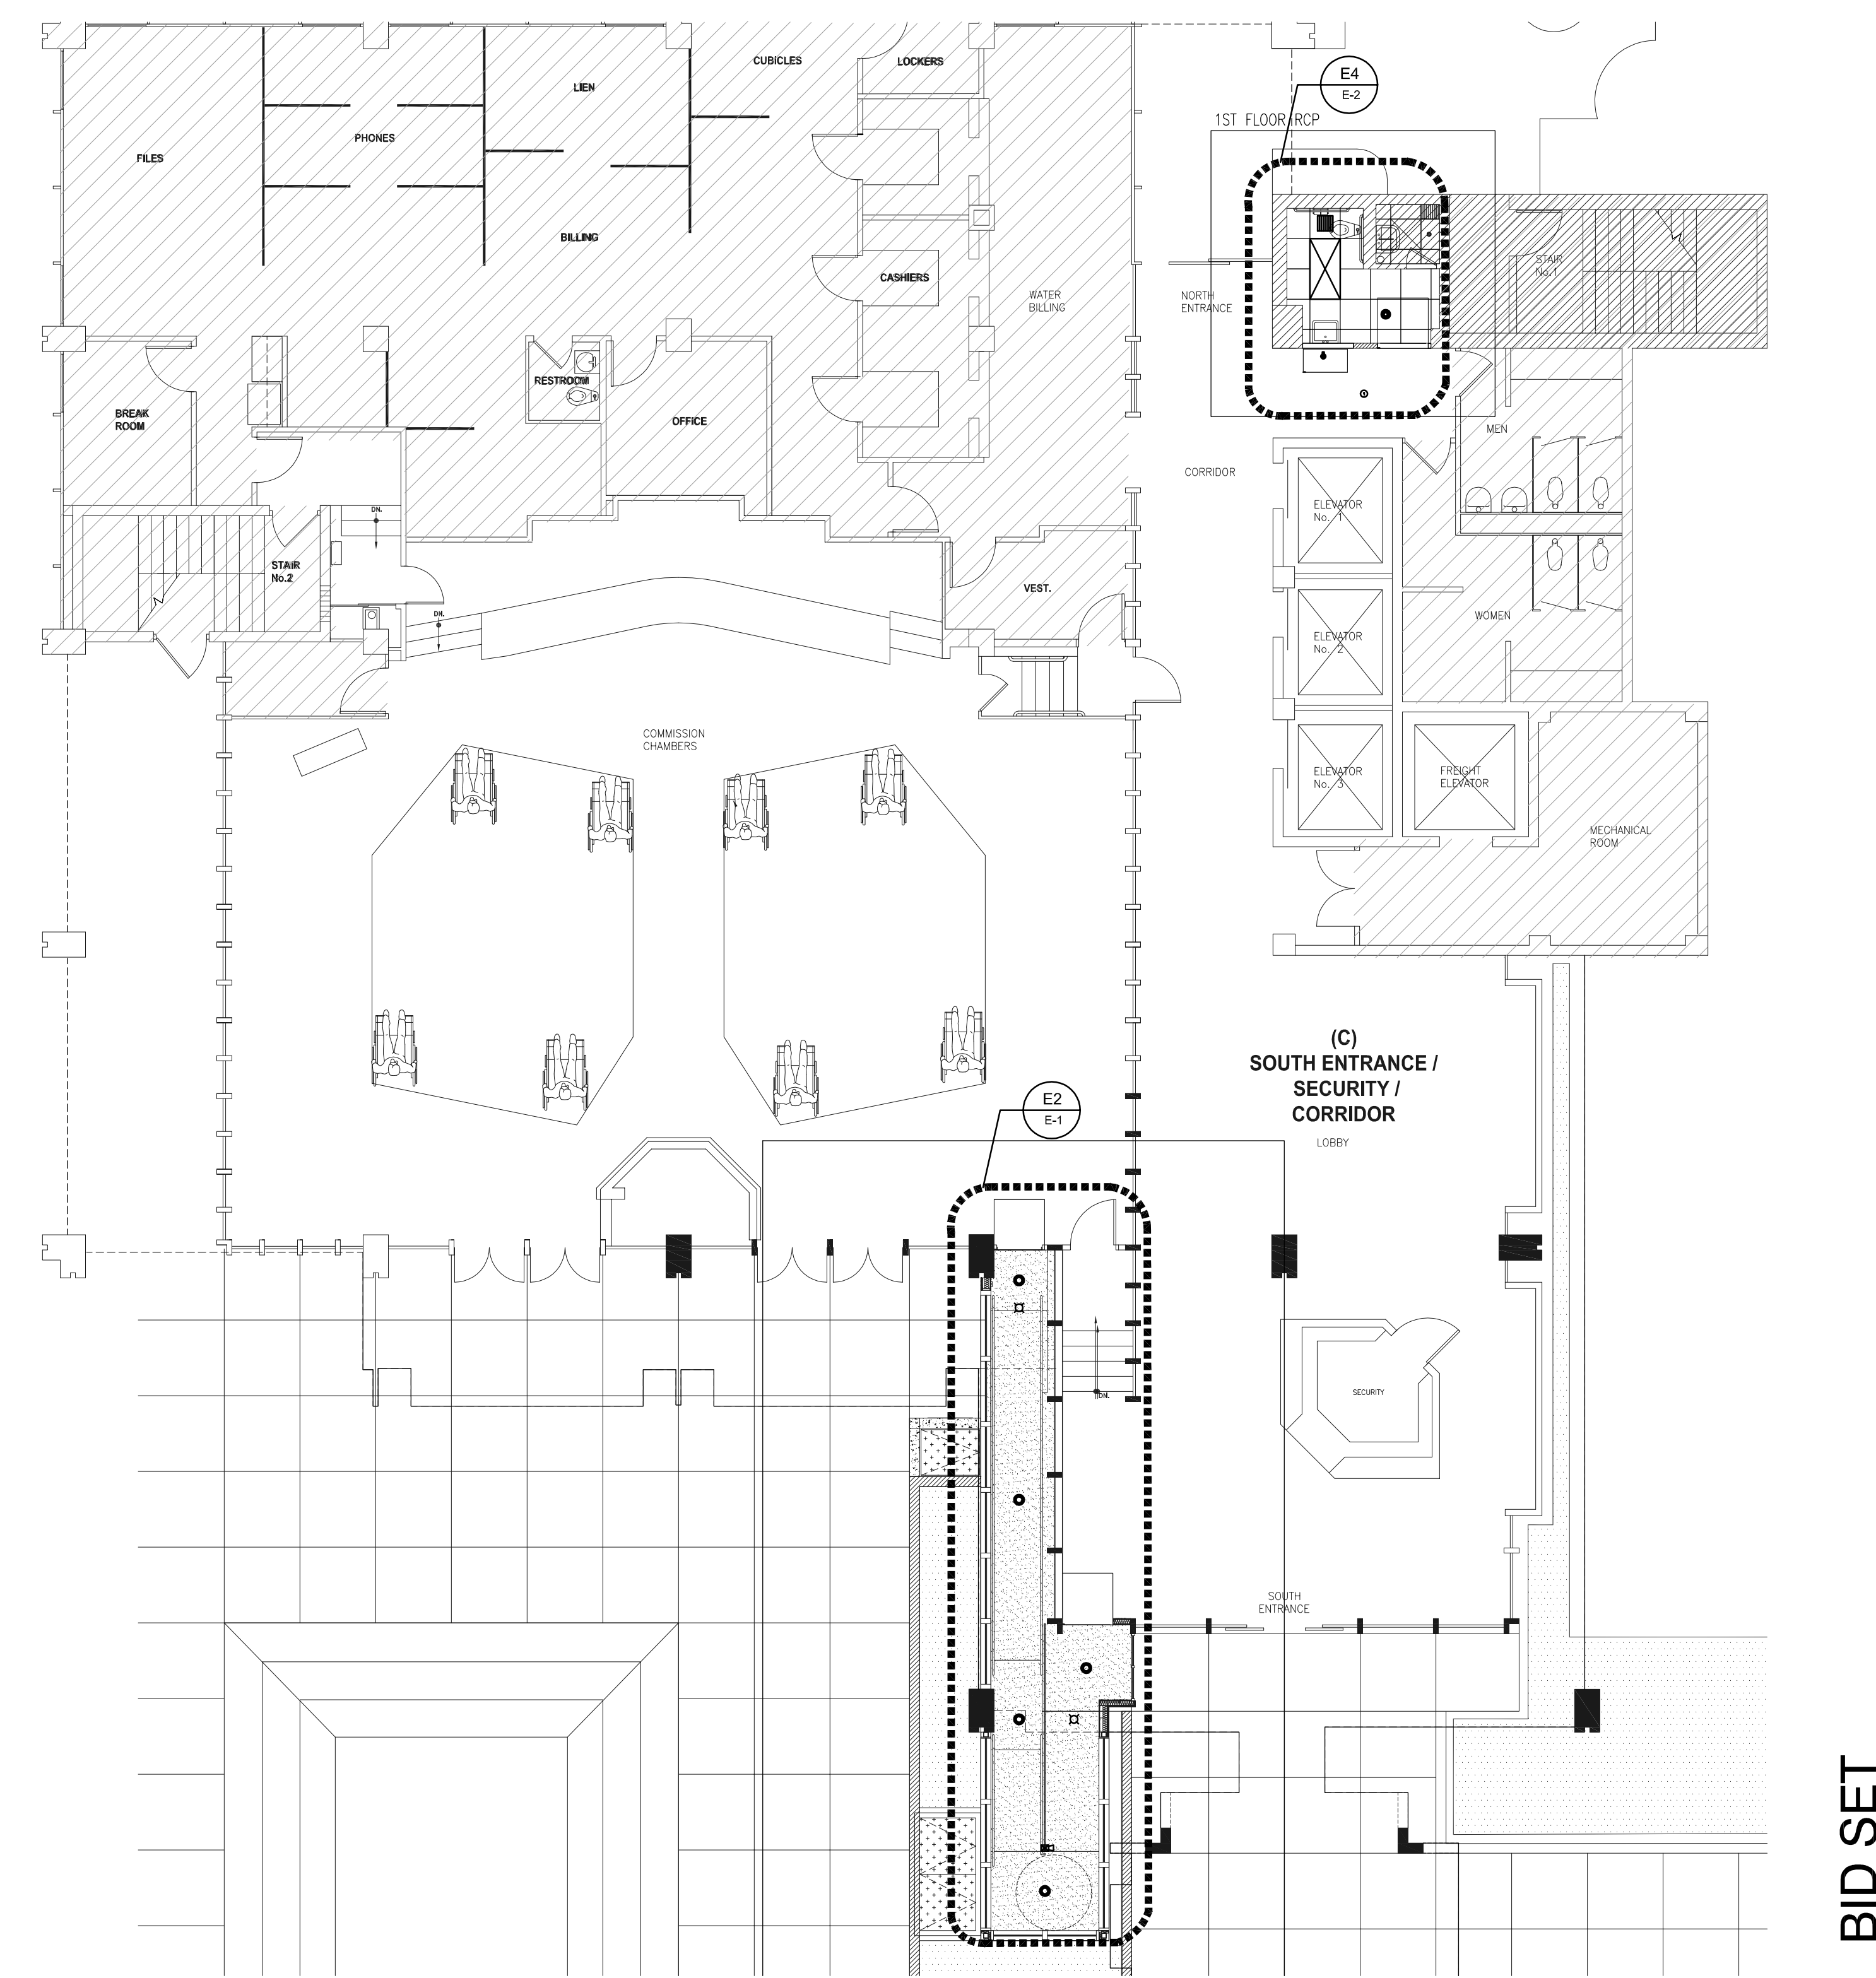 CUBICLES
LOCKERS
LIEN
E4
E-2
1ST FLOOR RCP
PHONES
FILES
BILLING
CASHIERS
STAIR
No.1
WATER
BILLING
NORTH
ENTRANCE
RESTROOM
BREAK
ROOM
OFFICE
MEN
CORRIDOR
ELEVATOR
No. 1
DN.
STAIR
No.2
VEST.
DN.
WOMEN
ELEVATOR
No. 2
COMMISSION
CHAMBERS
ELEVATOR
No. 3
FREIGHT
ELEVATOR
MECHANICAL
ROOM
(C)
SOUTH ENTRANCE /
SECURITY /
CORRIDOR
LOBBY
E2
E-1
SECURITY
DN.
SOUTH
ENTRANCE
BID SET